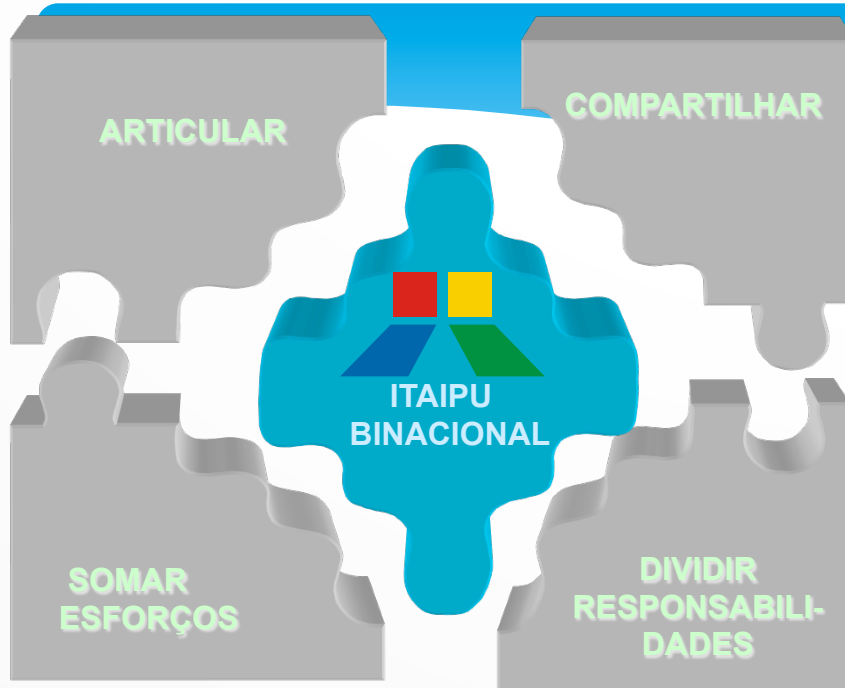 ARTICULAR
COMPARTILHAR
ITAIPU
BINACIONAL
SOMAR
ESFORÇOS
DIVIDIR
RESPONSABILI-
DADES